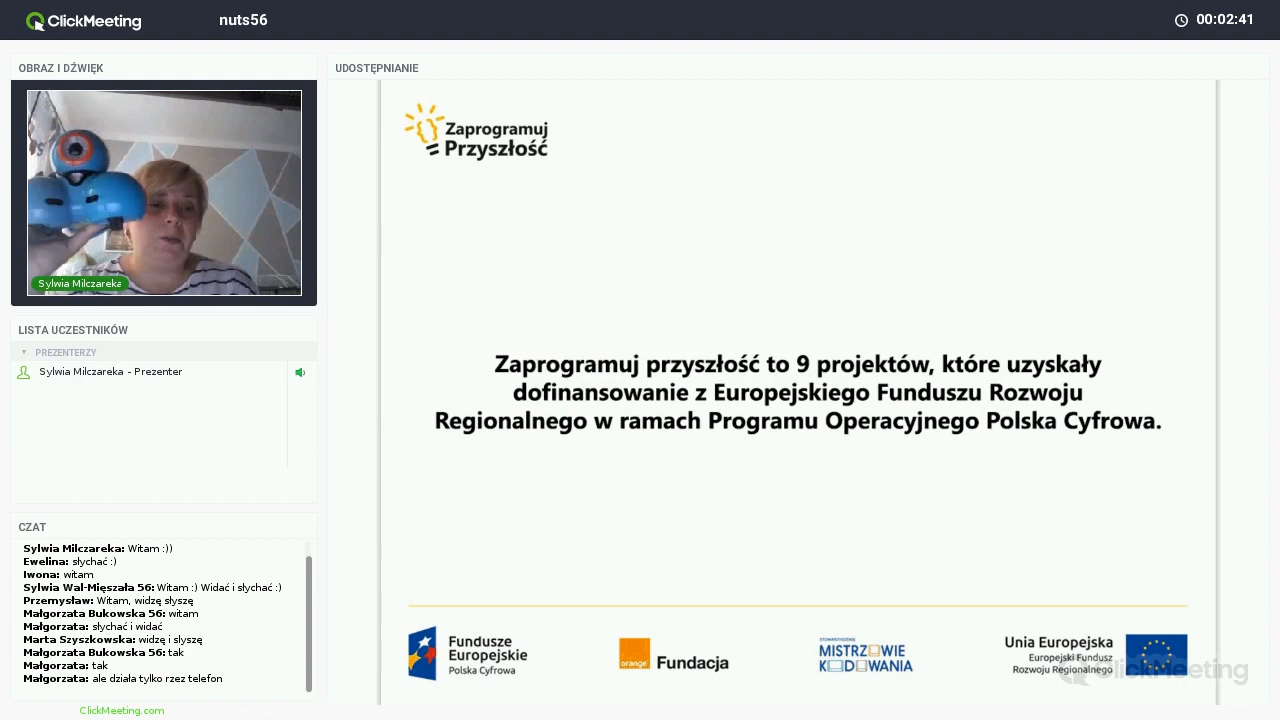 ClickMeeting
nuts56
00:02:41
OBRAZ I DŹWIĘK
Sylwia Milczareka
LISTA UCZESTNIKÓW
PREZENTERZY
Sylwia Milczareka - Prezenter
CZAT
Sylwia Milczareka: Witam :))
Ewelina: słychać :)
Iwona: witam
Sylwia Wal-Mięszała 56: Witam :) Widać i słychać :)
Przemysław: Witam, widzę słyszę
Małgorzata Bukowska 56: witam
Małgorzata: słychać i widać
Marta Szyszkowska: widzę i słyszę
Małgorzata Bukowska 56: tak
Małgorzata: tak
Małgorzata: ale działa tylko rzez telefon
ClickMeeting.com
UDOSTĘPNIANIE
Zaprogramuj
Przyszłość
Zaprogramuj przyszłość to 9 projektów, które uzyskały
dofinansowanie z Europejskiego Funduszu Rozwoju
Regionalnego w ramach Programu Operacyjnego Polska Cyfrowa.
Fundusze
Europejskie
Polska Cyfrowa
orange
Fundacja
STOWARZYSZENIE
MISTRZOWIE
KODOWANIA
Unia Europejska
Europejski Fundusz
Rozwoju Regionalnego
ClickMeeting